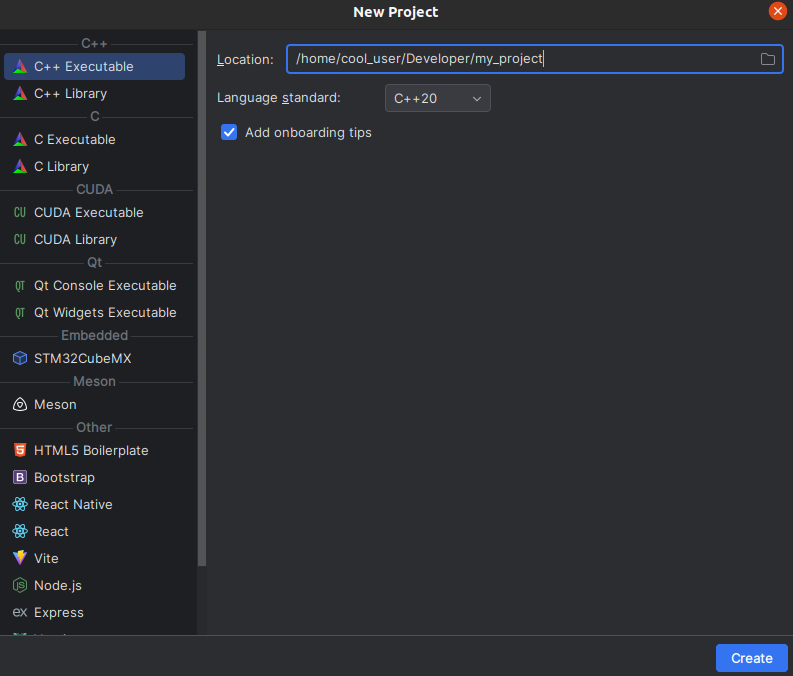 New Project
C++
C++ Executable
C++ Library
C
C Executable
C Library
CUDA
CU CUDA Executable
CU CUDA Library
Qt
QT Qt Console Executable
QT Qt Widgets Executable
Embedded
STM32CubeMX
Meson
Meson
Other
5 HTML5 Boilerplate
B Bootstrap
React Native
React
Vite
JS Node.js
ex Express
Location: /home/cool_user/Developer/my_project
Language standard: C++20
Add onboarding tips
Create